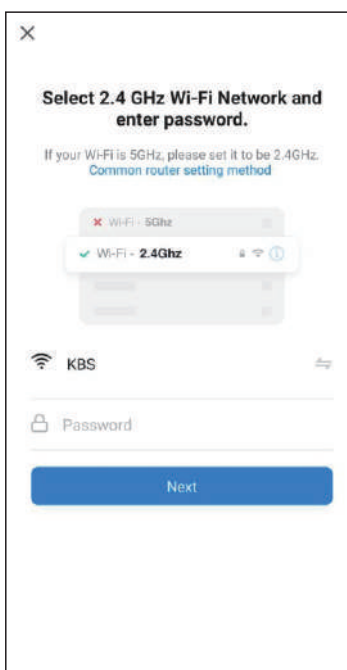 Select 2.4 GHz Wi-Fi Network and
enter password.
If your Wi-Fi is 5GHz, please set it to be 2.4GHz.
Common router setting method
Wi-Fi - 5Ghz
Wi-Fi - 2.4Ghz
KBS
Password
Next